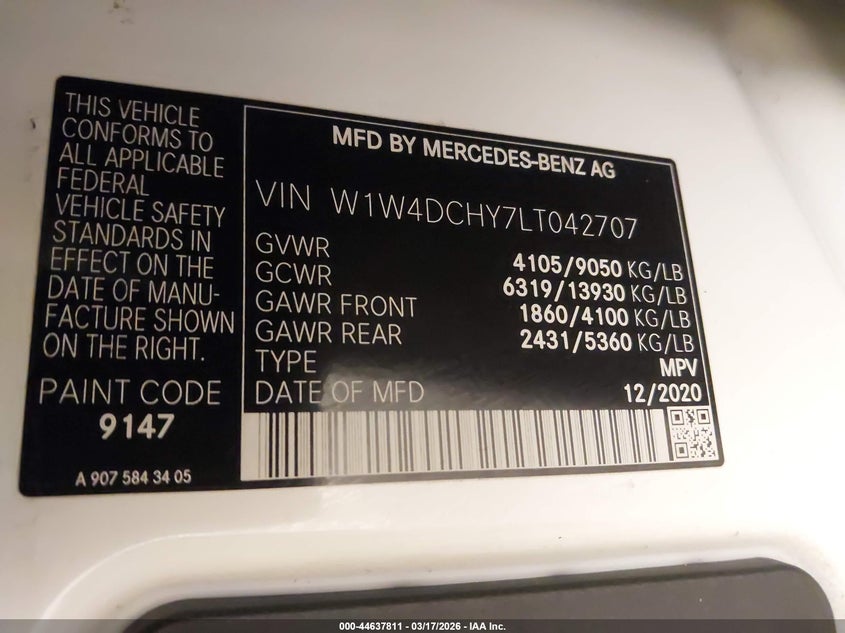 THIS VEHICLE
CONFORMS TO
ALL APPLICABLE
FEDERAL
VEHICLE SAFETY
STANDARDS IN
EFFECT ON THE
DATE OF MANU-
FACTURE SHOWN
ON THE RIGHT.
PAINT CODE
9147
A 907 584 34 05
MFD BY MERCEDES-BENZ AG
VIN W1W4DCHY7LT042707
GVWR 4105/9050 KG/LB
GCWR 6319/13930 KG/LB
GAWR FRONT 1860/4100 KG/LB
GAWR REAR 2431/5360 KG/LB
TYPE MPV
DATE OF MFD 12/2020
000-44637811 - 03/17/2026 - IAA Inc.